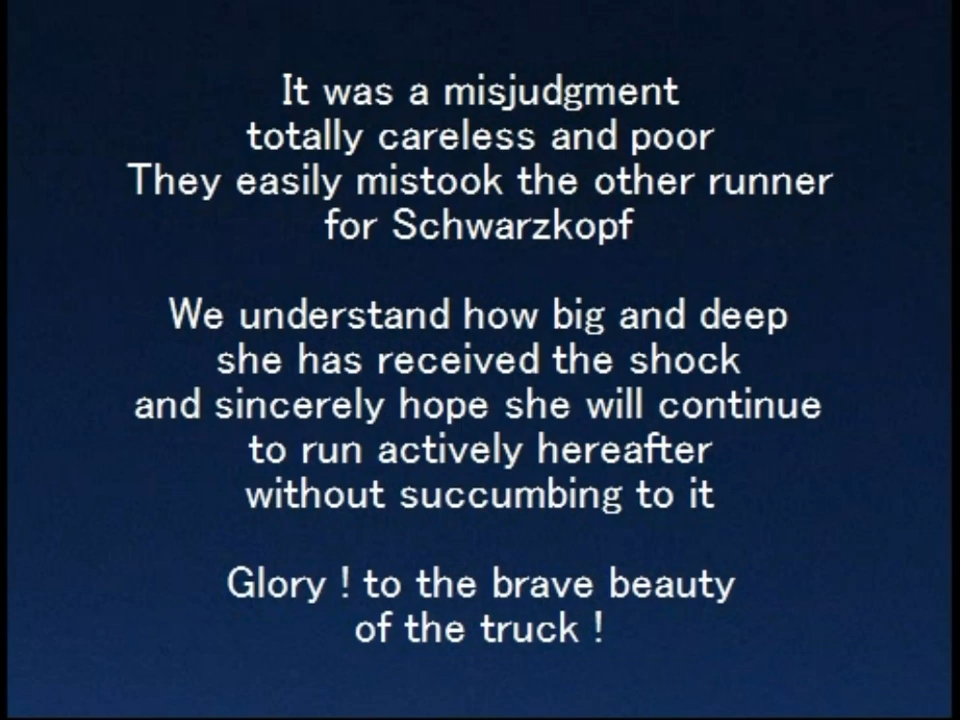 It was a misjudgment
totally careless and poor
They easily mistook the other runner
for Schwarzkopf
We understand how big and deep
she has received the shock
and sincerely hope she will continue
to run actively hereafter
without succumbing to it
Glory ! to the brave beauty
of the truck !